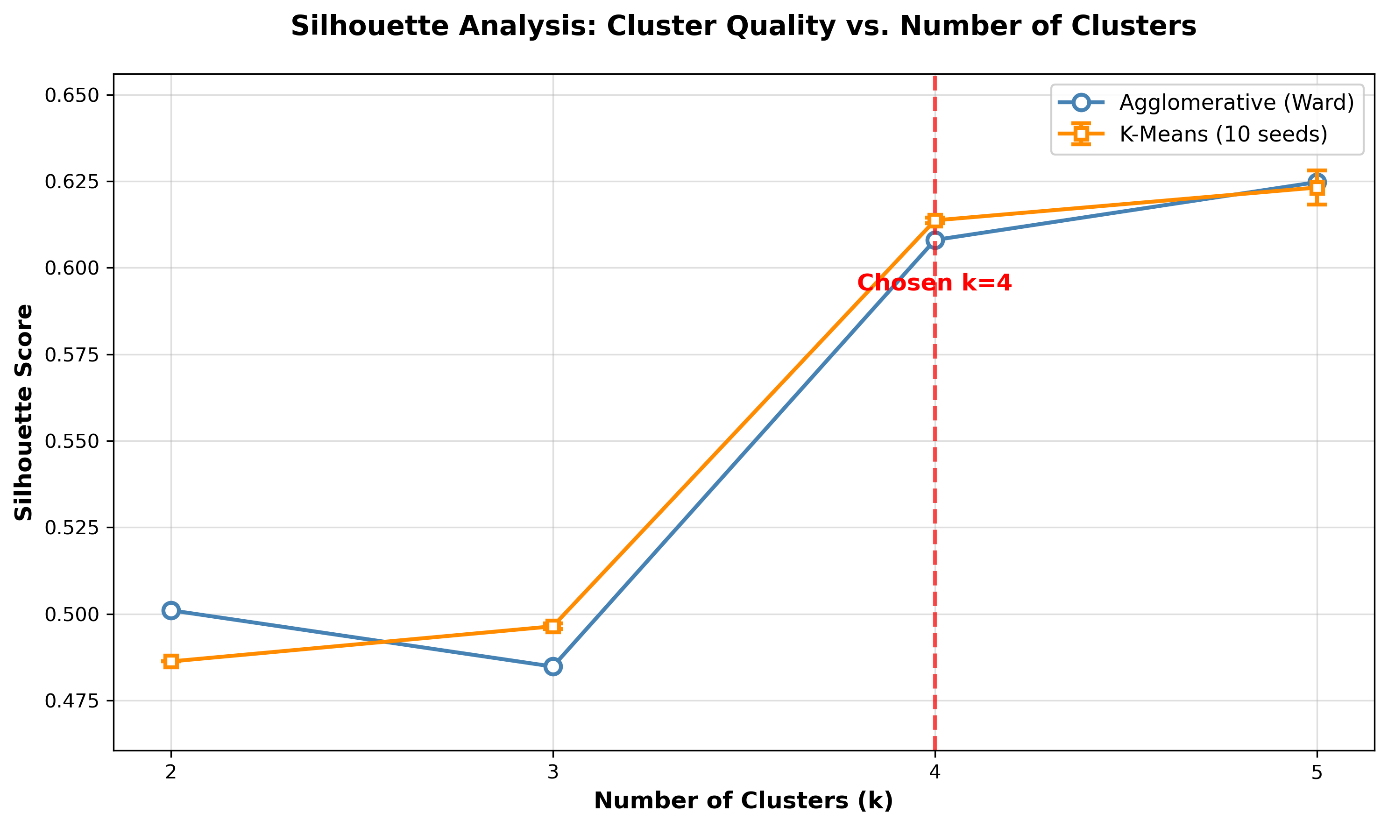 Silhouette Analysis: Cluster Quality vs. Number of Clusters
Agglomerative (Ward)
K-Means (10 seeds)
Silhouette Score
0.650
0.625
0.600
0.575
0.550
0.525
0.500
0.475
Chosen k=4
2
3
4
5
Number of Clusters (k)